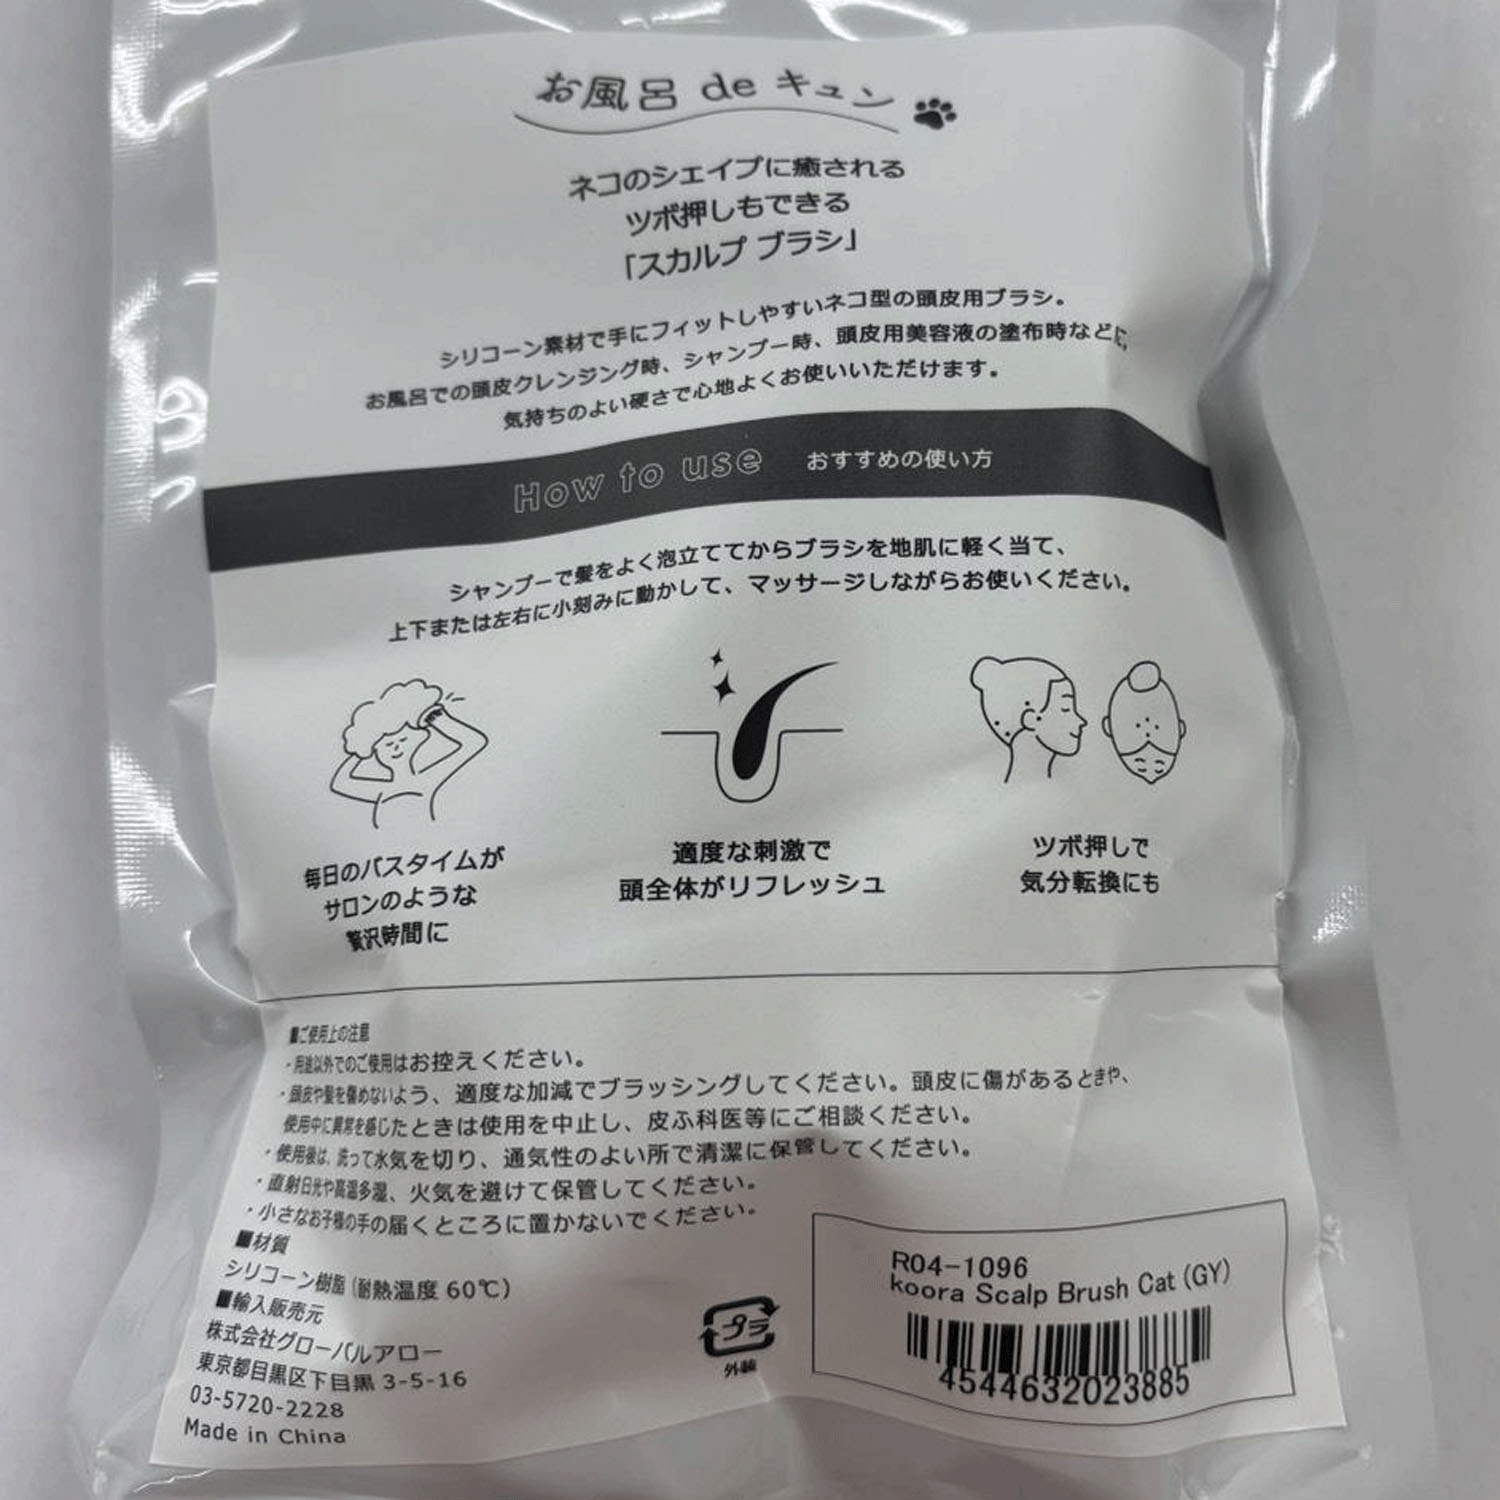 お風呂 de キュン
ネコのシェイプに癒される
ツボ押しもできる
「スカルプ ブラシ」
シリコーン素材で手にフィットしやすいネコ型の頭皮用ブラシ。
お風呂での頭皮クレンジング時、シャンプー時、頭皮用美容液の塗布時などに、
気持ちのよい硬さで心地よくお使いいただけます。
How to use おすすめの使い方
シャンプーで髪をよく泡立ててからブラシを地肌に軽く当て、
上下または左右に小刻みに動かして、マッサージしながらお使いください。
毎日のバスタイムが
サロンのような
贅沢時間に
適度な刺激で
頭全体がリフレッシュ
ツボ押しで
気分転換にも
■ご使用上の注意
・用途以外でのご使用はお控えください。
・頭皮や髪を傷めないよう、適度な加減でブラッシングしてください。頭皮に傷があるときや、
使用中に異常を感じたときは使用を中止し、皮ふ科医等にご相談ください。
・使用後は、洗って水気を切り、通気性のよい所で清潔に保管してください。
・直射日光や高温多湿、火気を避けて保管してください。
・小さなお子様の手の届くところに置かないでください。
■材質
シリコーン樹脂(耐熱温度 60℃)
■輸入販売元
株式会社グローバルアロー
東京都目黒区下目黒 3-5-16
03-5720-2228
Made in China
プラ
外装
R04-1096
koora Scalp Brush Cat (GY)
4544632023885